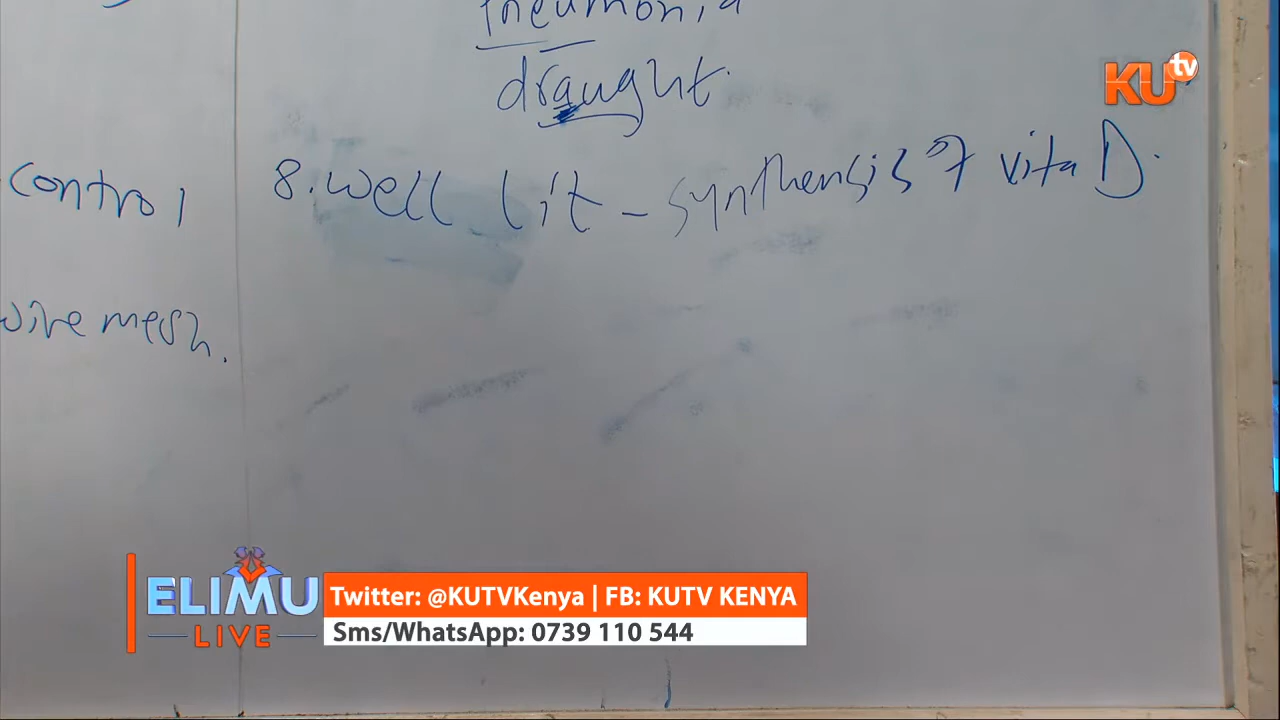 Pneumonia
draught.
KU tv
control
8. well lit - synthensis of vita D.
wire mesh.
ELIMU
LIVE
Twitter: @KUTVKenya | FB: KUTV KENYA
Sms/WhatsApp: 0739 110 544